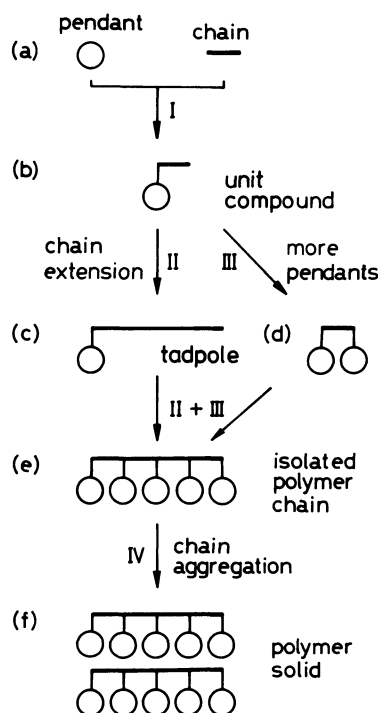 pendant
chain
(a)
I
(b)
unit
compound
chain
extension
II
III
more
pendants
(c)
tadpole
(d)
II + III
(e)
isolated
polymer
chain
IV
chain
aggregation
(f)
polymer
solid